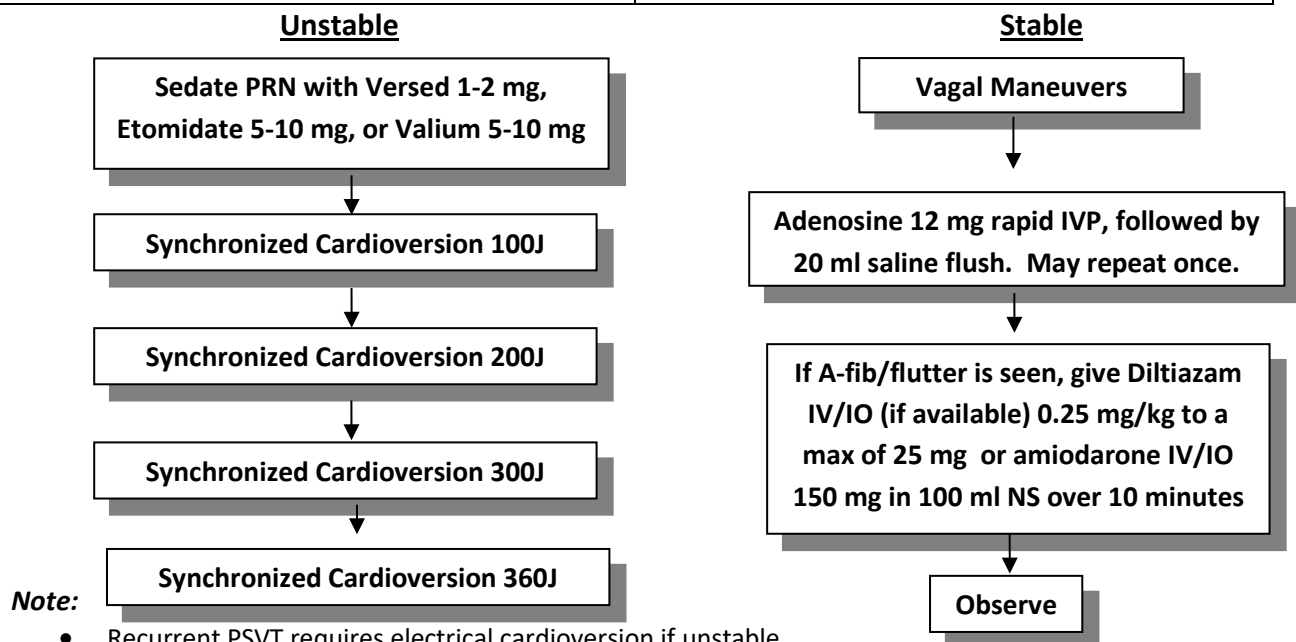 Unstable
Sedate PRN with Versed 1-2 mg,
Etomidate 5-10 mg, or Valium 5-10 mg
Synchronized Cardioversion 100J
Synchronized Cardioversion 200J
Synchronized Cardioversion 300J
Synchronized Cardioversion 360J
Stable
Vagal Maneuvers
Adenosine 12 mg rapid IVP, followed by
20 ml saline flush.  May repeat once.
If A-fib/flutter is seen, give Diltiazam
IV/IO (if available) 0.25 mg/kg to a
max of 25 mg  or amiodarone IV/IO
150 mg in 100 ml NS over 10 minutes
Observe
Note:
• Recurrent PSVT requires electrical cardioversion if unstable